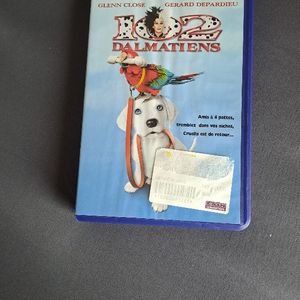 GLENN CLOSE GERARD DEPARDIEU
102
DALMATIENS
Amis à 4 pattes,
tremblez dans vos niches,
Cruella est de retour...